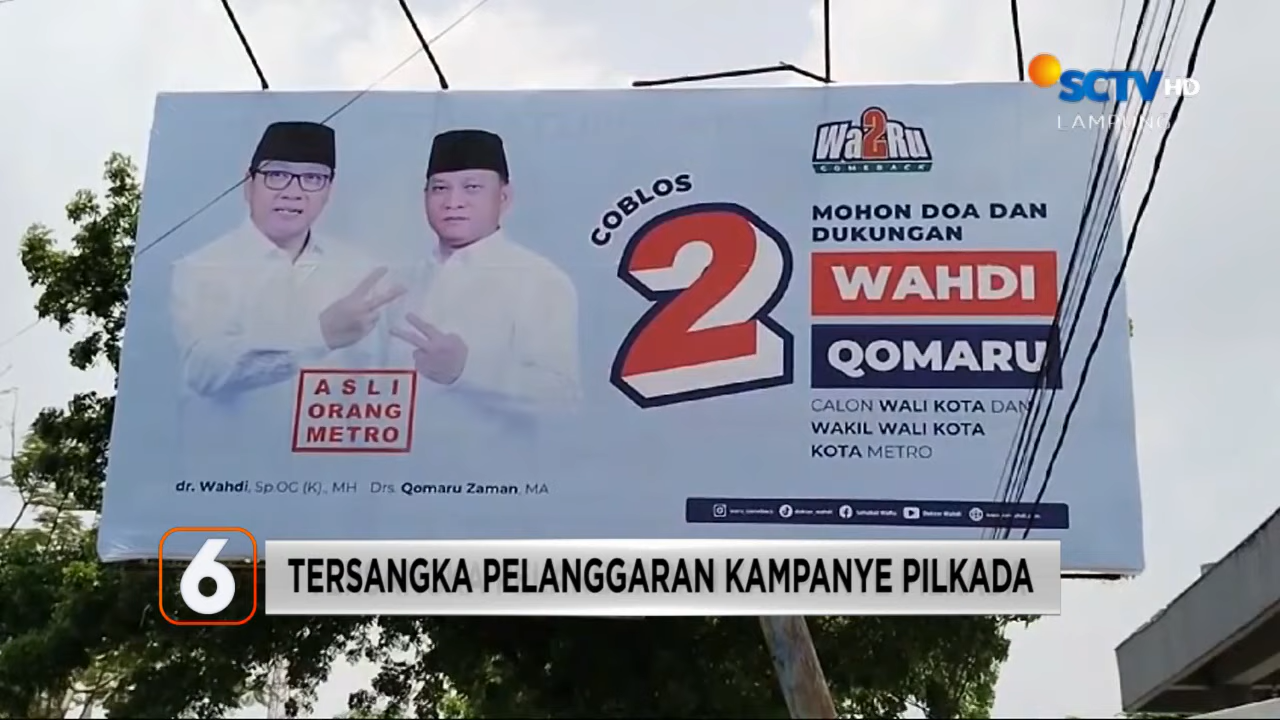 SCTV HD
LAMPUNG
Wa2Ru
COMEBACK
COBLOS
2
MOHON DOA DAN
DUKUNGAN
WAHDI
QOMARU
CALON WALI KOTA DAN
WAKIL WALI KOTA
KOTA METRO
ASLI
ORANG
METRO
dr. Wahdi, Sp.OG (K)., MH Drs. Qomaru Zaman, MA
6
TERSANGKA PELANGGARAN KAMPANYE PILKADA